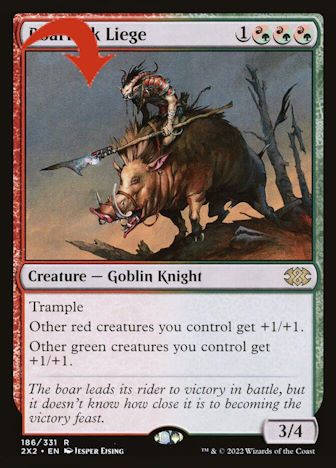 Liege 1
Creature — Goblin Knight
Trample
Other red creatures you control get +1/+1.
Other green creatures you control get
+1/+1.
The boar leads its rider to victory in battle, but
it doesn't know how close it is to becoming the
victory feast.
3/4
186/331 R
2X2 • EN Jesper Eising
™ & © 2022 Wizards of the Coast